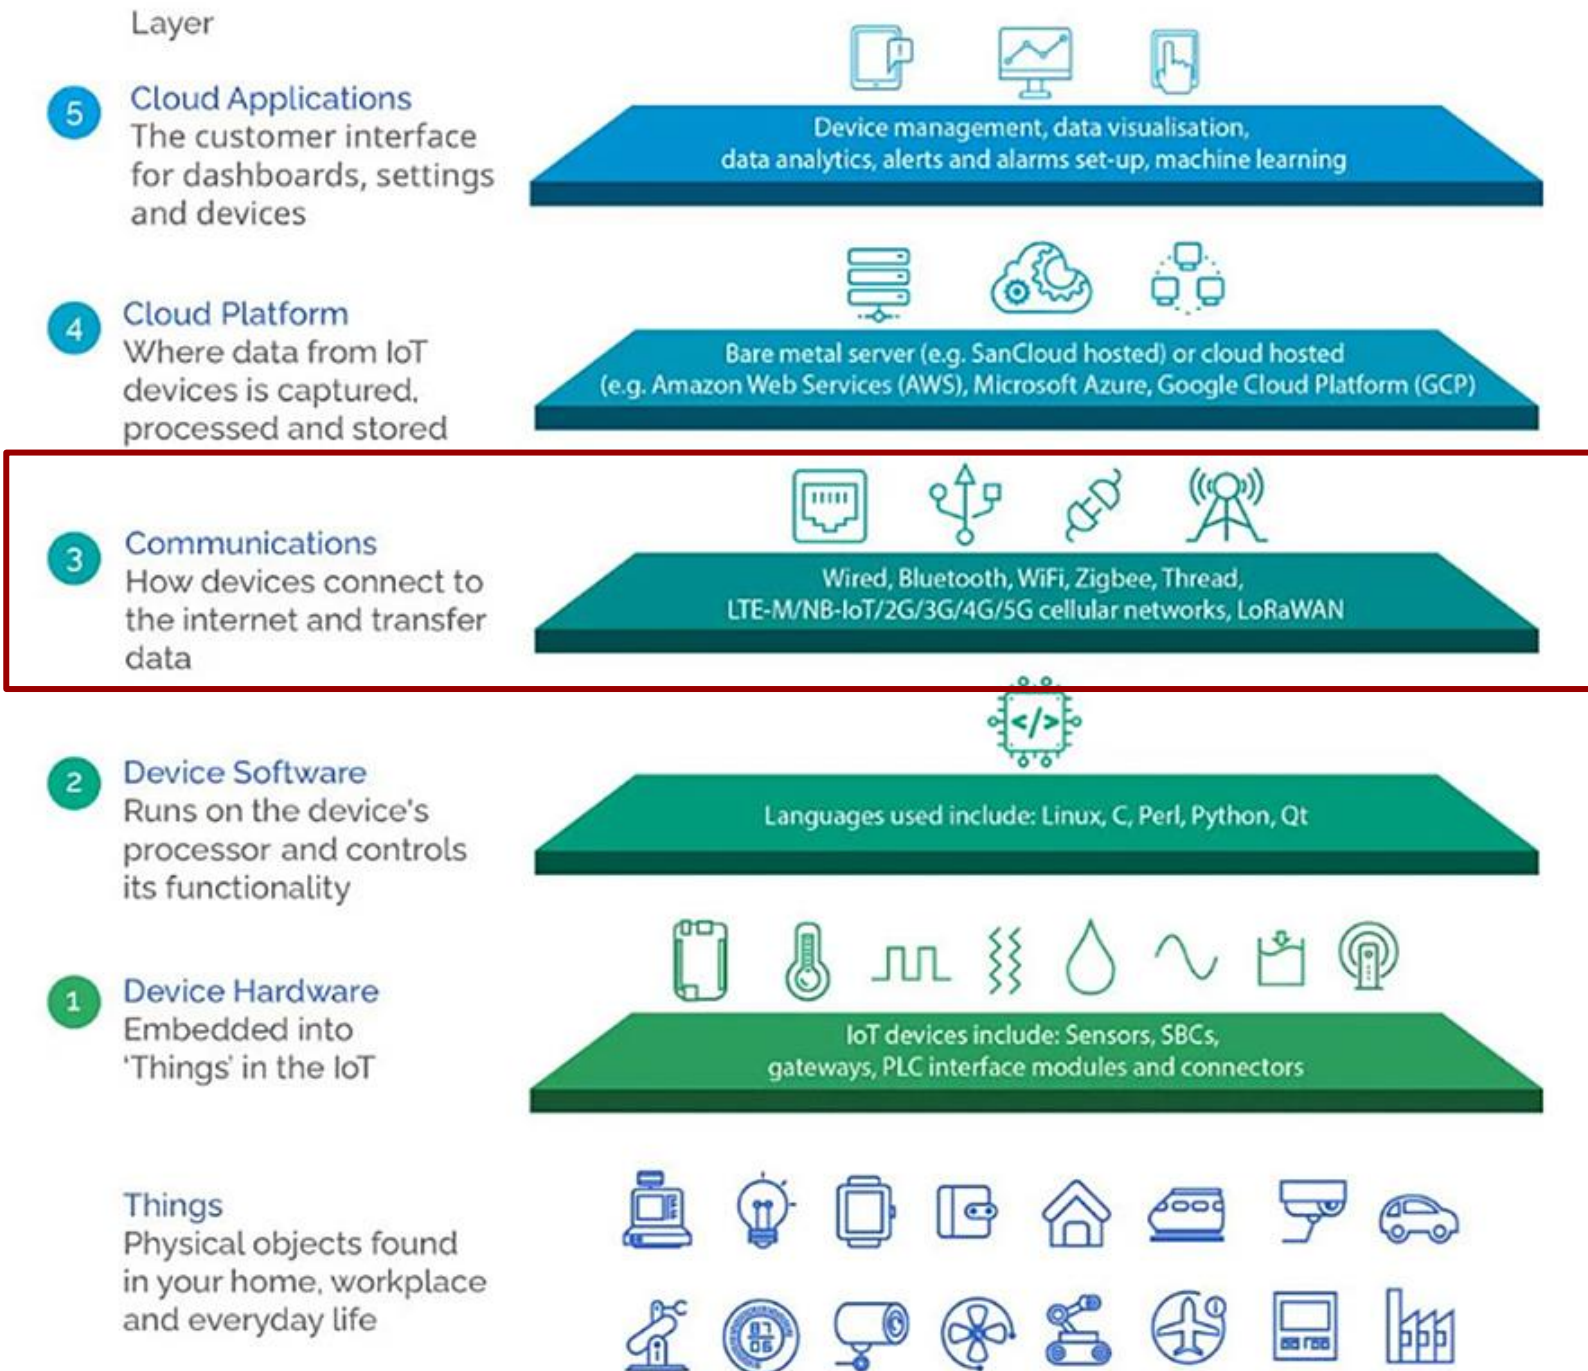 Layer
5
Cloud Applications
The customer interface
for dashboards, settings
and devices
Device management, data visualisation,
data analytics, alerts and alarms set-up, machine learning
4
Cloud Platform
Where data from IoT
devices is captured,
processed and stored
Bare metal server (e.g. SanCloud hosted) or cloud hosted
(e.g. Amazon Web Services (AWS), Microsoft Azure, Google Cloud Platform (GCP)
3
Communications
How devices connect to
the internet and transfer
data
Wired, Bluetooth, WiFi, Zigbee, Thread,
LTE-M/NB-IoT/2G/3G/4G/5G cellular networks, LoRaWAN
</>
2
Device Software
Runs on the device's
processor and controls
its functionality
Languages used include: Linux, C, Perl, Python, Qt
1
Device Hardware
Embedded into
'Things' in the IoT
IoT devices include: Sensors, SBCs,
gateways, PLC interface modules and connectors
Things
Physical objects found
in your home, workplace
and everyday life